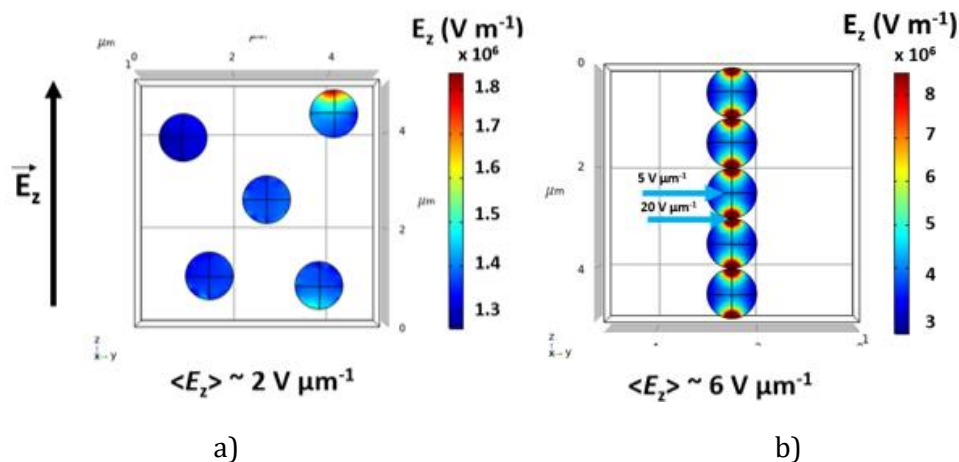 E_z (V m⁻¹)
x 10⁶
μm 0 2 4
1
1.8
1.7
1.6
1.5
1.4
1.3
4
2
0
μm
E_z
z
x y
<E_z> ~ 2 V μm⁻¹
a)
E_z (V m⁻¹)
x 10⁶
0
2
4
μm
5 V μm⁻¹
20 V μm⁻¹
8
7
6
5
4
3
1
z
x y
<E_z> ~ 6 V μm⁻¹
b)